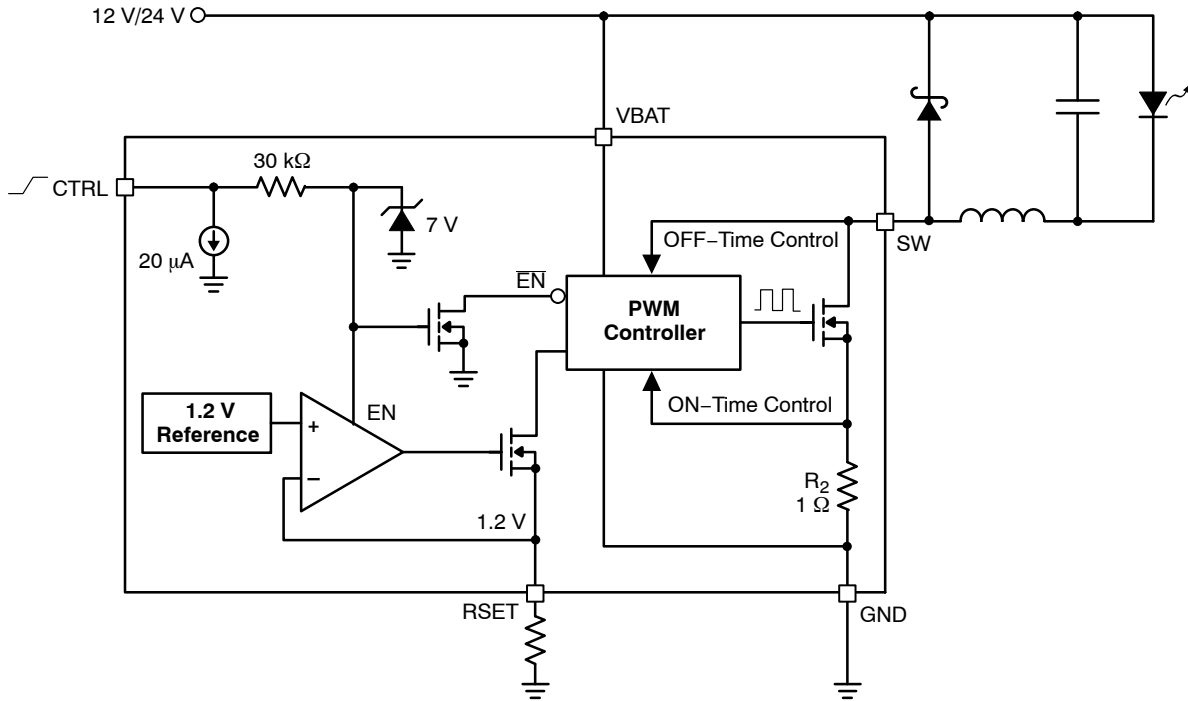 12 V/24 V
VBAT
30 kΩ
CTRL
7 V
20 μA
SW
OFF−Time Control
EN
PWM
Controller
1.2 V
Reference
+
EN
ON−Time Control
−
R2
1 Ω
1.2 V
RSET
GND